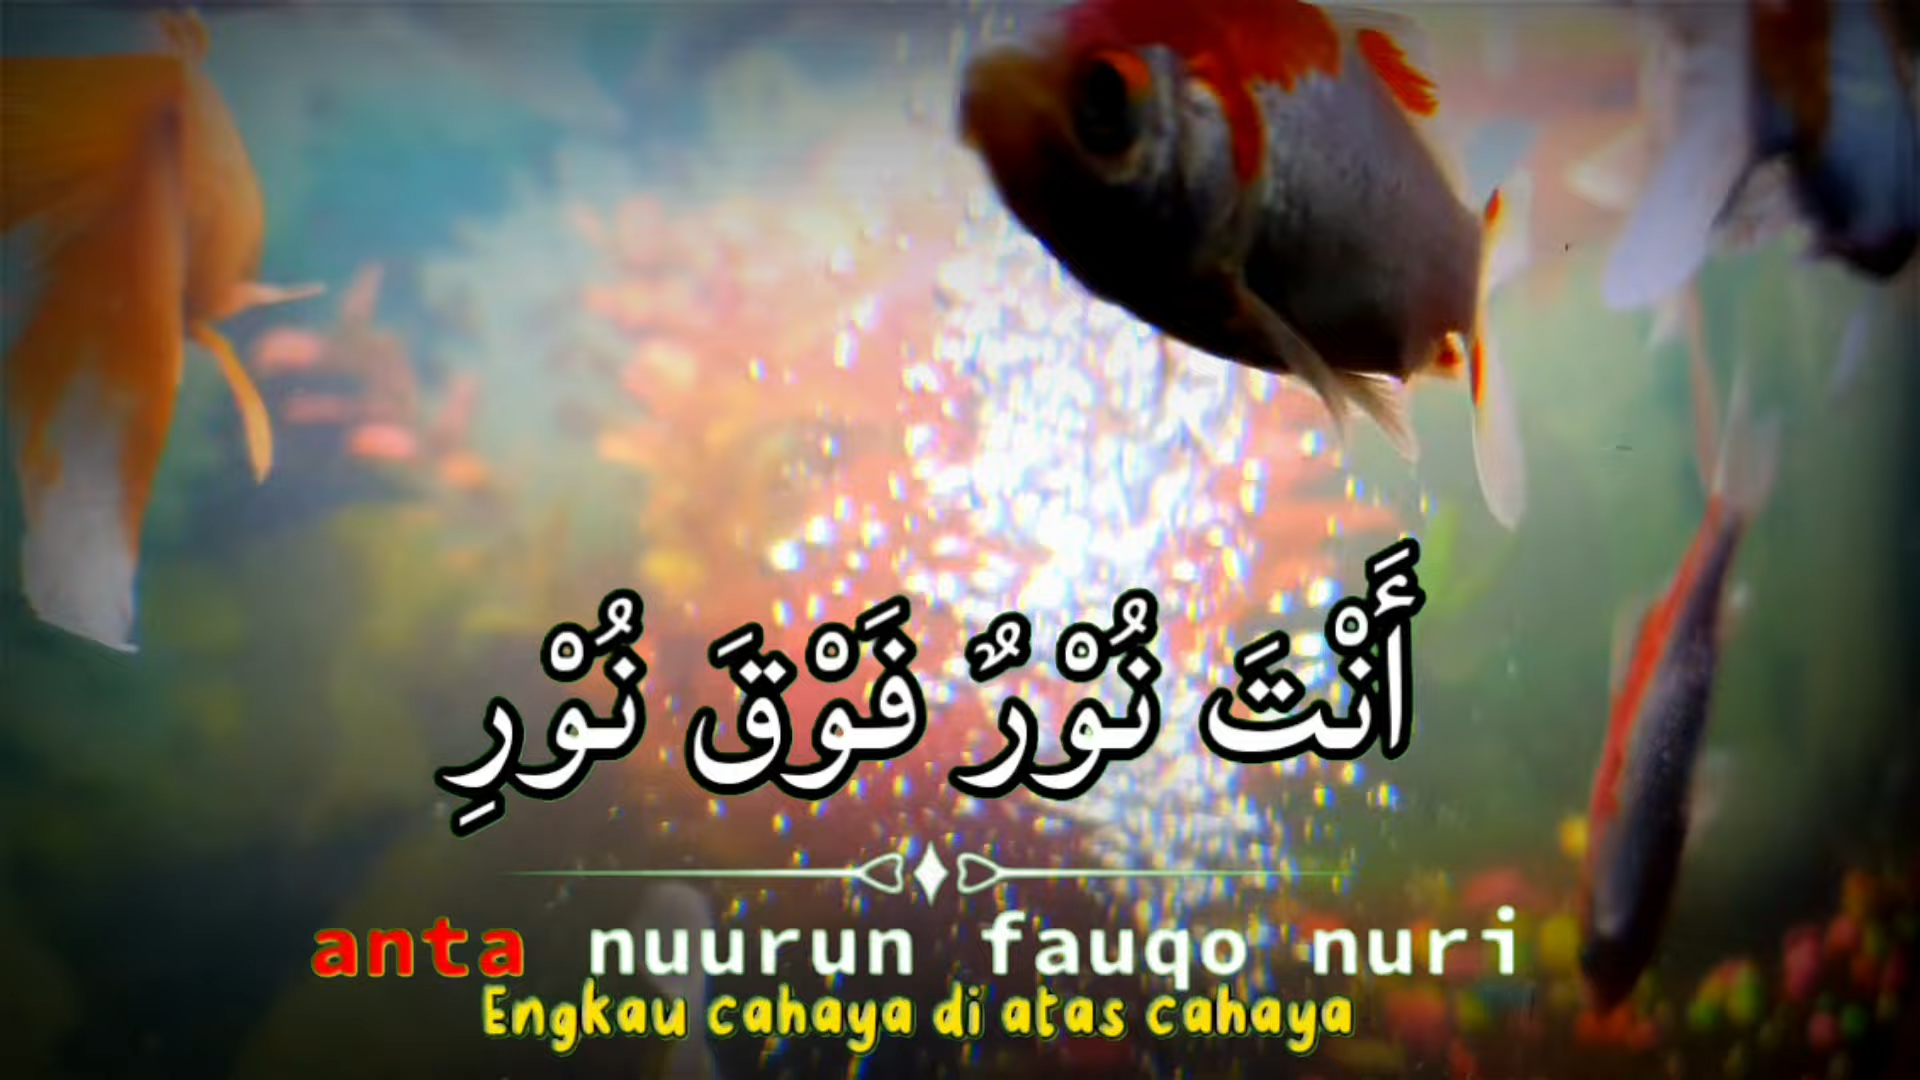 أَنْتَ نُوْرٌ فَوْقَ نُوْرِ
anta nuurun fauqo nuri
Engkau cahaya di atas cahaya